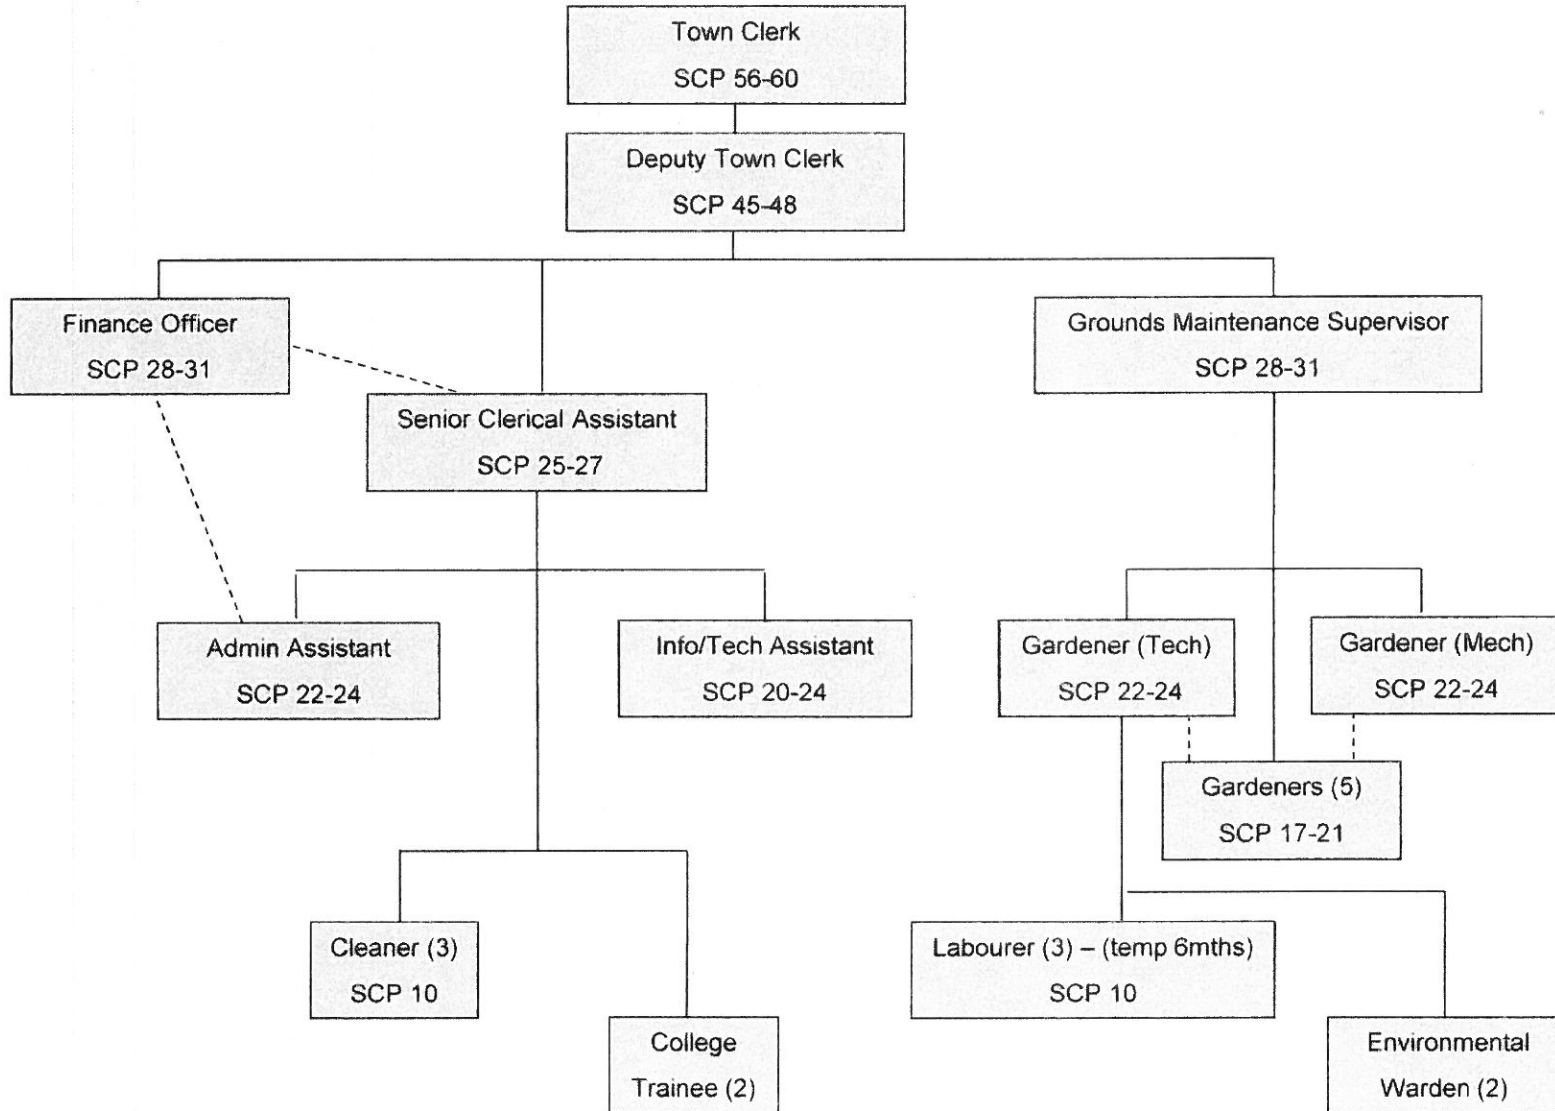 Town Clerk
SCP 56-60
Deputy Town Clerk
SCP 45-48
Finance Officer
SCP 28-31
Grounds Maintenance Supervisor
SCP 28-31
Senior Clerical Assistant
SCP 25-27
Admin Assistant
SCP 22-24
Info/Tech Assistant
SCP 20-24
Gardener (Tech)
SCP 22-24
Gardener (Mech)
SCP 22-24
Gardeners (5)
SCP 17-21
Cleaner (3)
SCP 10
Labourer (3) – (temp 6mths)
SCP 10
College
Trainee (2)
Environmental
Warden (2)